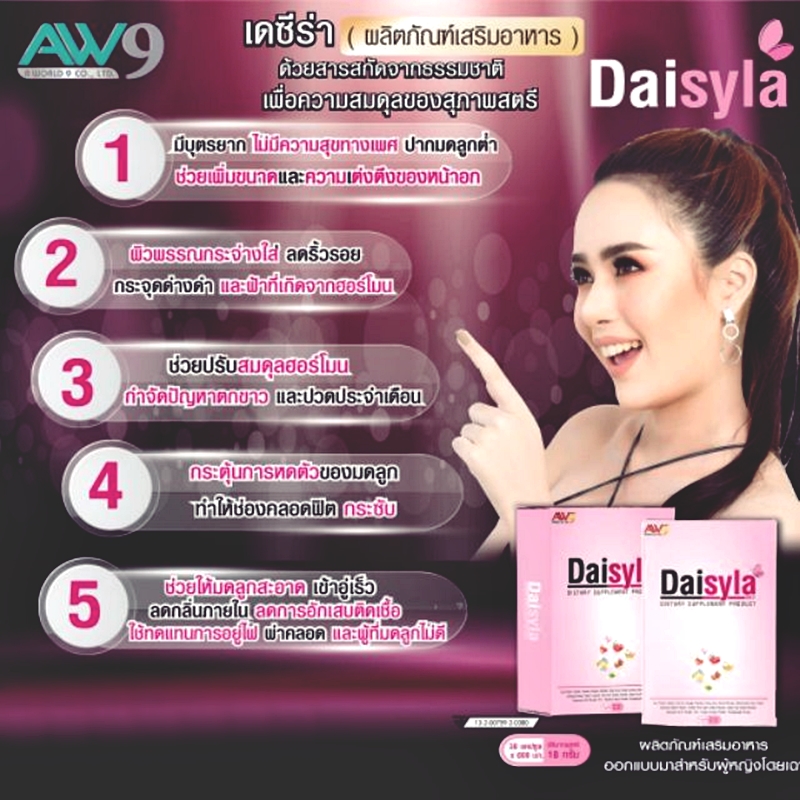 AW9
A WORLD 9 CO., LTD.
เดซีร่า ( ผลิตภัณฑ์เสริมอาหาร )
ด้วยสารสกัดจากธรรมชาติ
เพื่อความสมดุลของสุภาพสตรี
Daisyla
1
มีบุตรยาก ไม่มีความสุขทางเพศ ปากมดลูกต่ำ
ช่วยเพิ่มขนาดและความเต่งตึงของหน้าอก
2
ผิวพรรณกระจ่างใส ลดริ้วรอย
กระจุดด่างดำ และฝ้าที่เกิดจากฮอร์โมน
3
ช่วยปรับสมดุลฮอร์โมน
กำจัดปัญหาตกขาว และปวดประจำเดือน
4
กระตุ้นการหดตัวของมดลูก
ทำให้ช่องคลอดฟิต กระชับ
5
ช่วยให้มดลูกสะอาด เข้าอู่เร็ว
ลดกลิ่นภายใน ลดการอักเสบติดเชื้อ
ใช้ทดแทนการอยู่ไฟ ผ่าคลอด และผู้ที่มดลูกไม่ดี
AW9
Daisyl
DIETARY SUPPLEMENT PRODUC
Daisyla
AW9
Daisyla
DIETARY SUPPLEMENT PRODUCT
18 กรัม
ผลิตภัณฑ์เสริมอาหาร
ออกแบบมาสำหรับผู้หญิงโดยเฉ